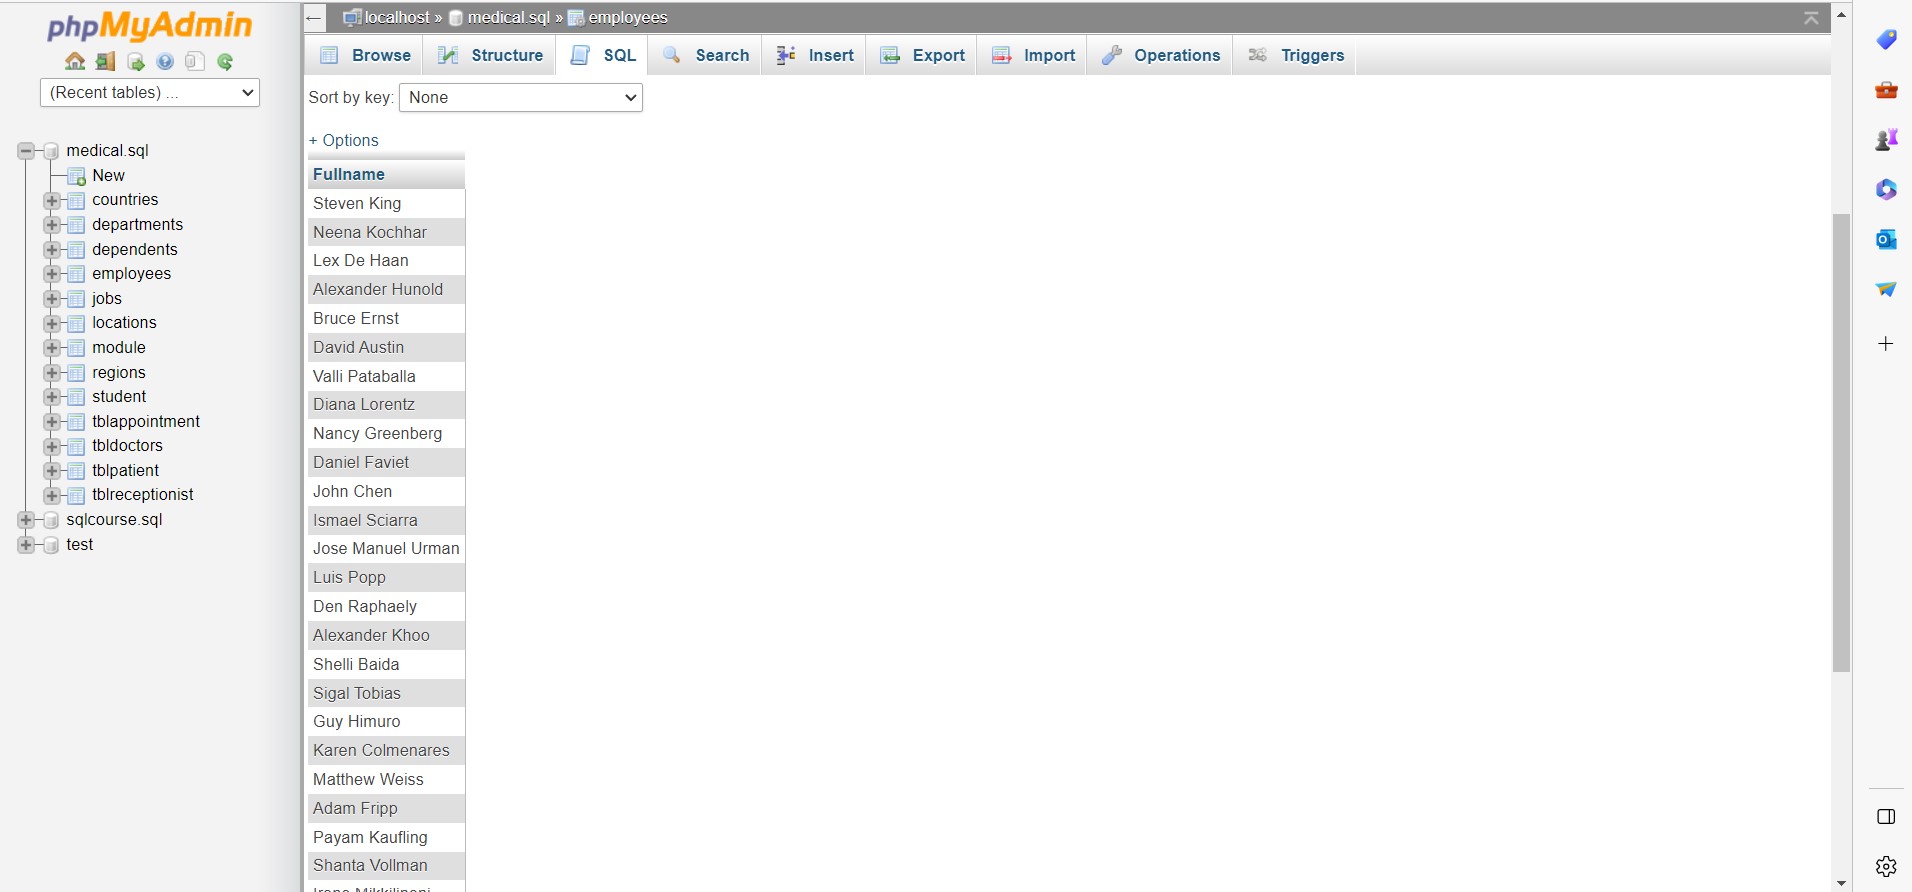 phpMyAdmin
(Recent tables) ...
medical.sql
New
countries
departments
dependents
employees
jobs
locations
module
regions
student
tblappointment
tbldoctors
tblpatient
tblreceptionist
sqlcourse.sql
test
← localhost » medical.sql » employees
Browse Structure SQL Search Insert Export Import Operations Triggers
Sort by key: None
+ Options
Fullname
Steven King
Neena Kochhar
Lex De Haan
Alexander Hunold
Bruce Ernst
David Austin
Valli Pataballa
Diana Lorentz
Nancy Greenberg
Daniel Faviet
John Chen
Ismael Sciarra
Jose Manuel Urman
Luis Popp
Den Raphaely
Alexander Khoo
Shelli Baida
Sigal Tobias
Guy Himuro
Karen Colmenares
Matthew Weiss
Adam Fripp
Payam Kaufling
Shanta Vollman